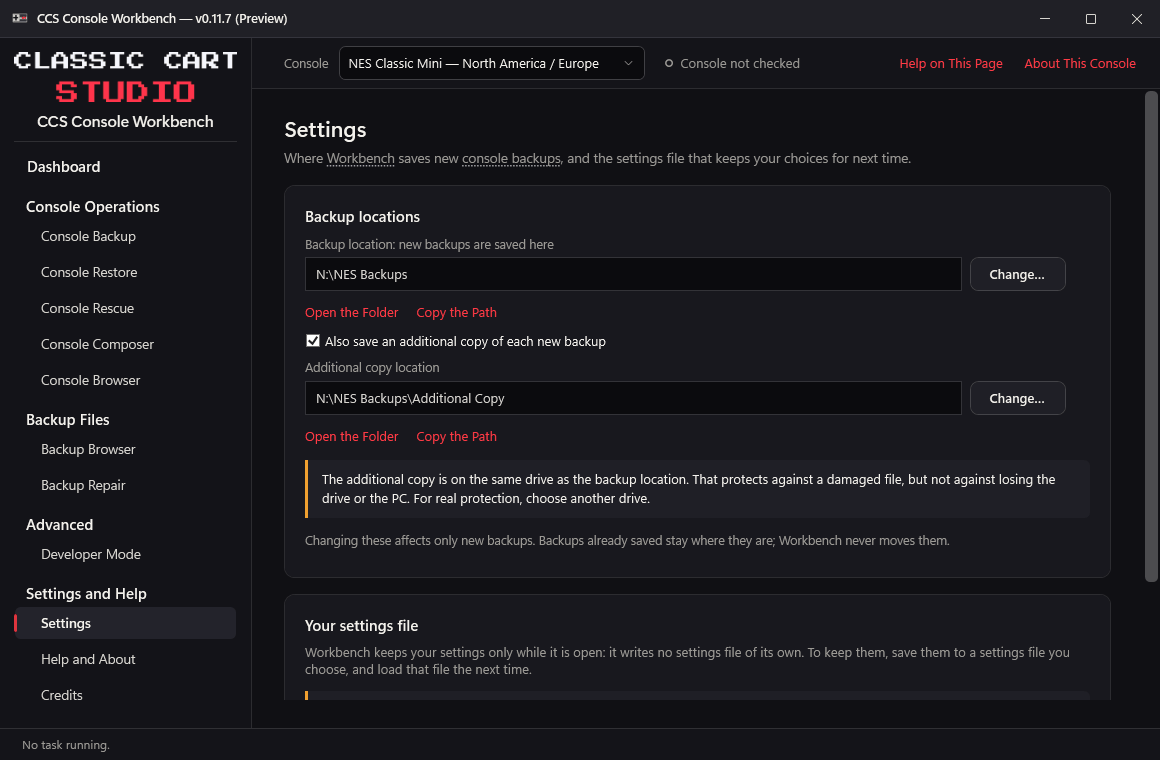 CCS Console Workbench — v0.11.7 (Preview)
CLASSIC CART
STUDIO
CCS Console Workbench
Dashboard
Console Operations
Console Backup
Console Restore
Console Rescue
Console Composer
Console Browser
Backup Files
Backup Browser
Backup Repair
Advanced
Developer Mode
Settings and Help
Settings
Help and About
Credits
Console
NES Classic Mini — North America / Europe
Console not checked
Help on This Page
About This Console
Settings
Where Workbench saves new console backups, and the settings file that keeps your choices for next time.
Backup locations
Backup location: new backups are saved here
N:\NES Backups
Change...
Open the Folder
Copy the Path
Also save an additional copy of each new backup
Additional copy location
N:\NES Backups\Additional Copy
Change...
Open the Folder
Copy the Path
The additional copy is on the same drive as the backup location. That protects against a damaged file, but not against losing the
drive or the PC. For real protection, choose another drive.
Changing these affects only new backups. Backups already saved stay where they are; Workbench never moves them.
Your settings file
Workbench keeps your settings only while it is open: it writes no settings file of its own. To keep them, save them to a settings file you
choose, and load that file the next time.
No task running.